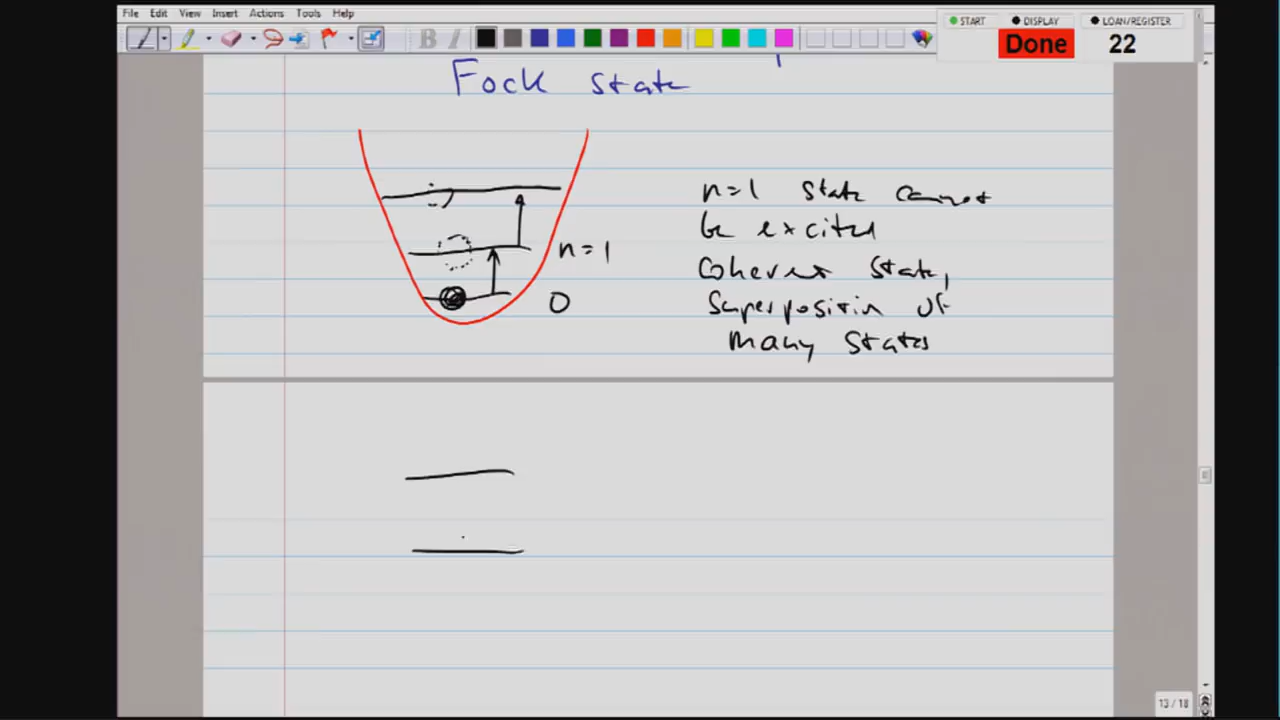 File Edit View Insert Actions Tools Help
START DISPLAY LOAN/REGISTER
Done 22
B I
Fock state
n=1 state cannot
n=1
be excited
coherent state,
0
superposition of
many states
13 / 18